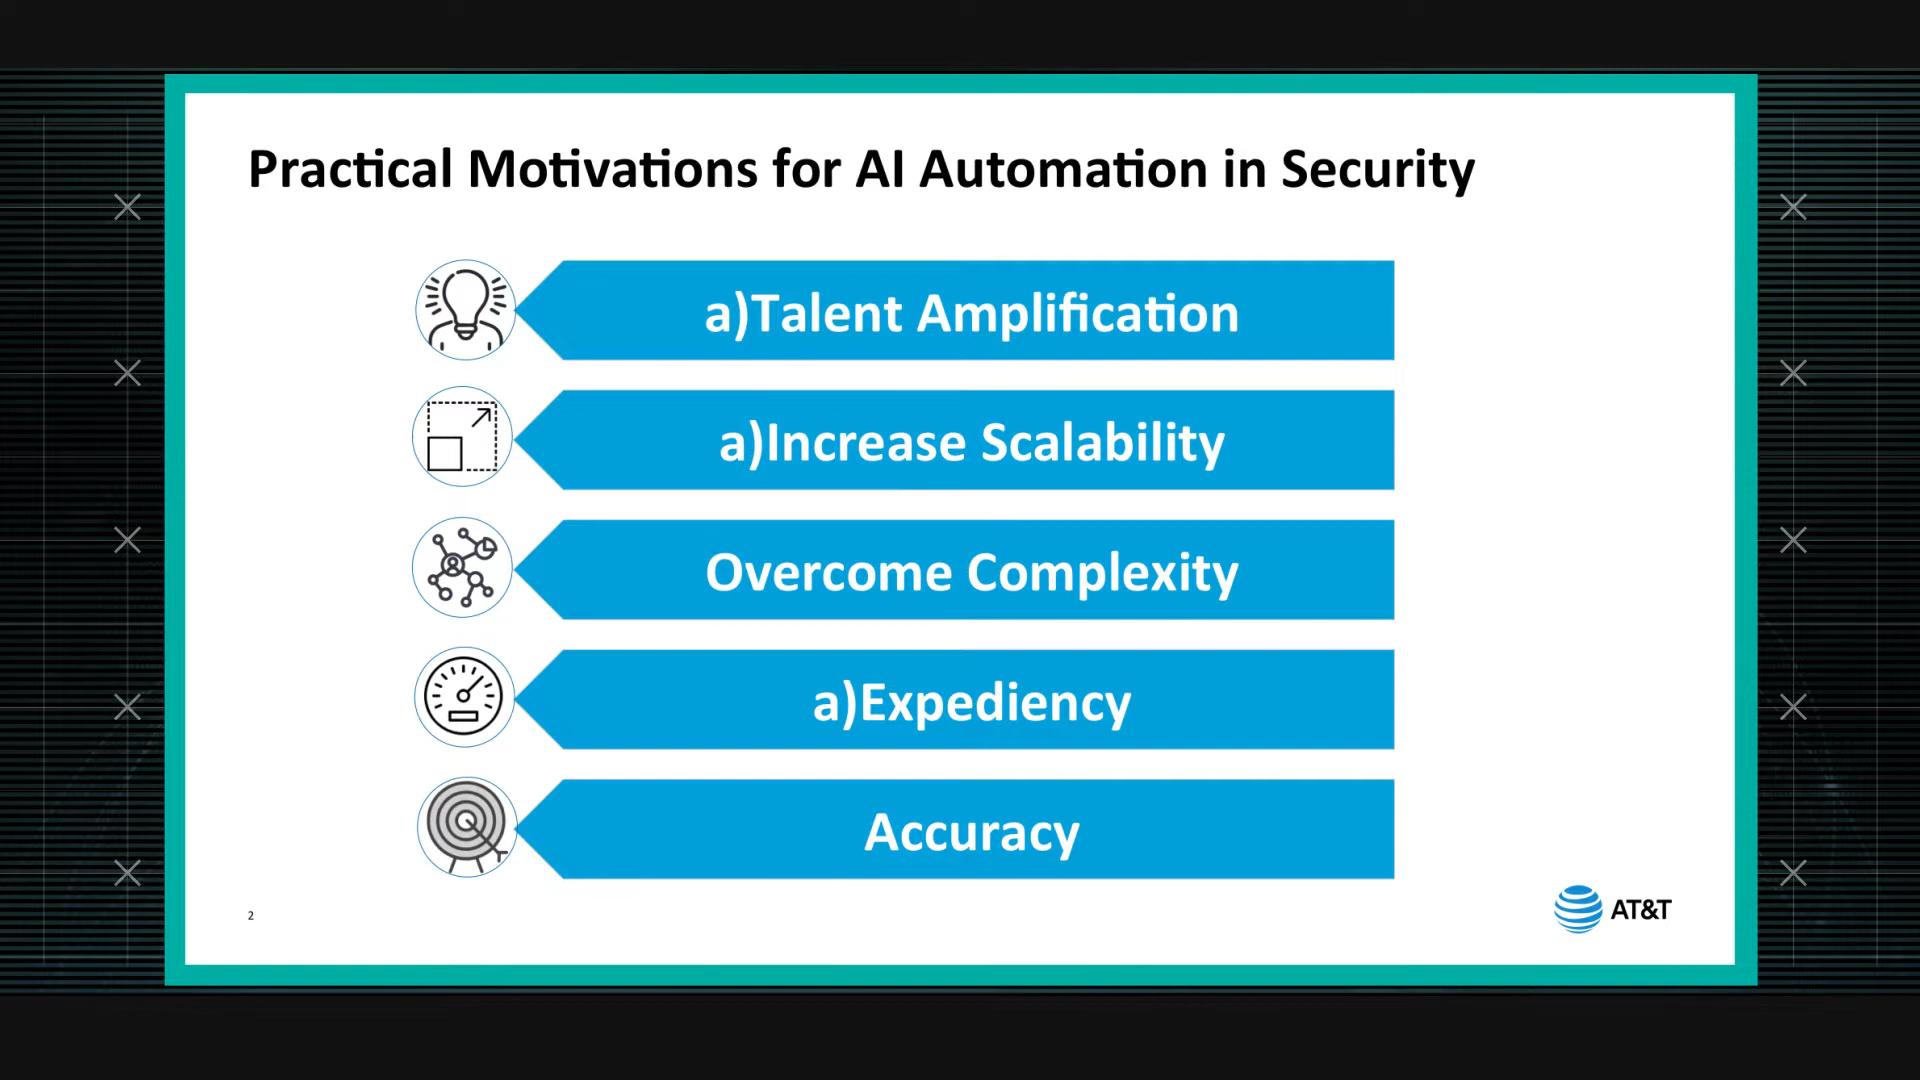 Practical Motivations for AI Automation in Security
a)Talent Amplification
a)Increase Scalability
Overcome Complexity
a)Expediency
Accuracy
2
AT&T